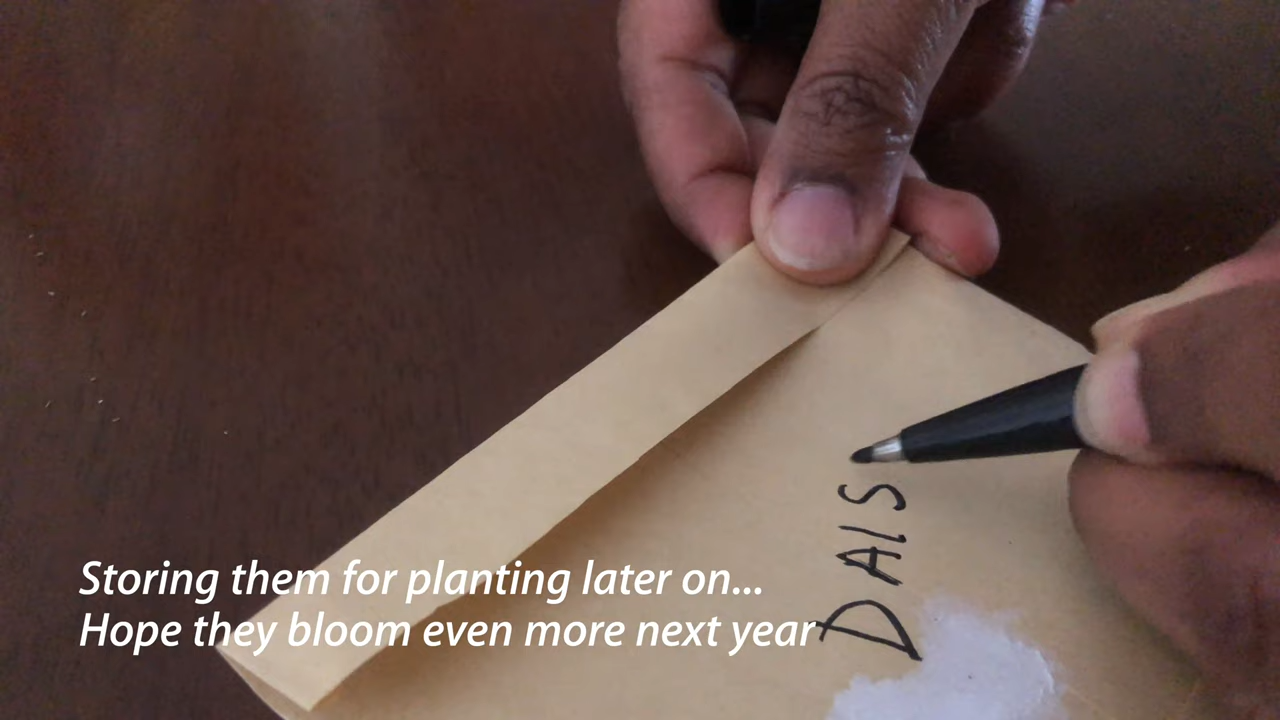 Storing them for planting later on...
Hope they bloom even more next year
DAIS